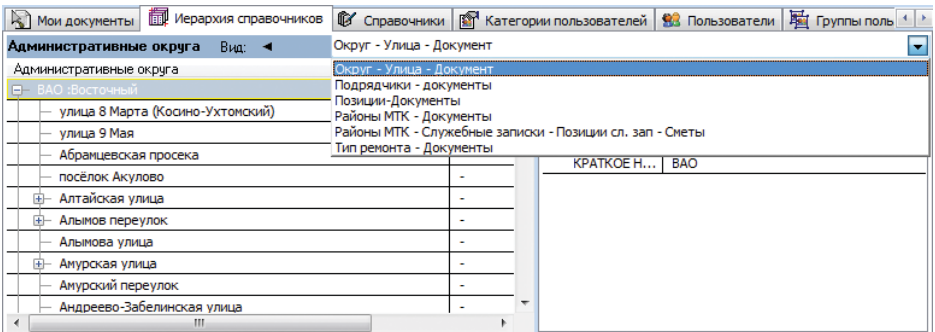 Мои документы Иерархия справочников Справочники Категории пользователей Пользователи Группы поль
Административные округа Вид: Округ - Улица - Документ
Административные округа
Округ - Улица - Документ
Подрядчики - документы
Позиции-Документы
Районы МТК - Документы
Районы МТК - Служебные записки - Позиции сл. зап - Сметы
Тип ремонта - Документы
ВАО :Восточный
улица 8 Марта (Косино-Ухтомский)
улица 9 Мая
Абрамцевская просека
КРАТКОЕ Н... ВАО
посёлок Акулово -
Алтайская улица -
Алымов переулок -
Алымова улица -
Амурская улица -
Амурский переулок -
Андреево-Забелинская улица -